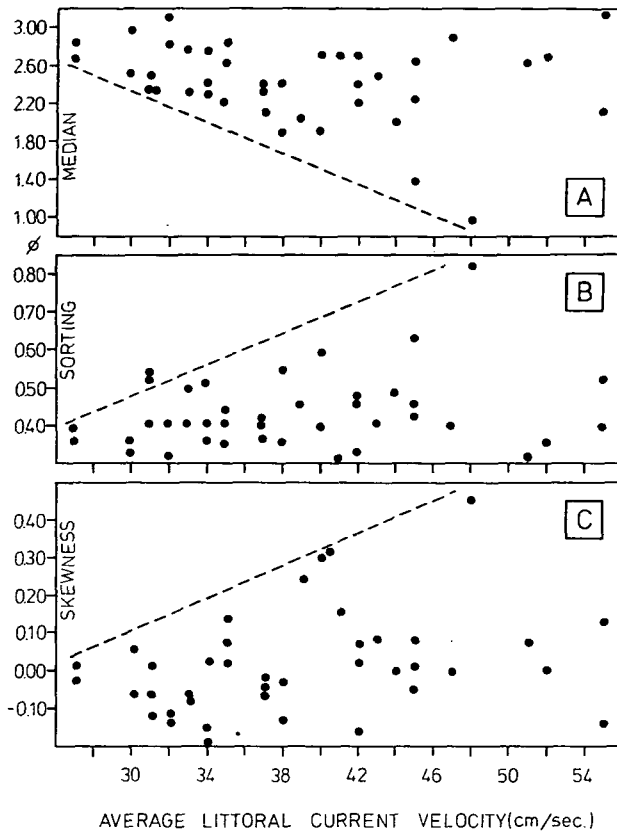 3.00
2.60
2.20
1.80
1.40
1.00
MEDIAN
A
ø
0.80
0.60
0.50
0.40
SORTING
B
0.40
0.30
0.20
0.10
0.00
-0.10
SKEWNESS
C
30 34 38 42 46 50 54
AVERAGE LITTORAL CURRENT VELOCITY(cm/sec.)